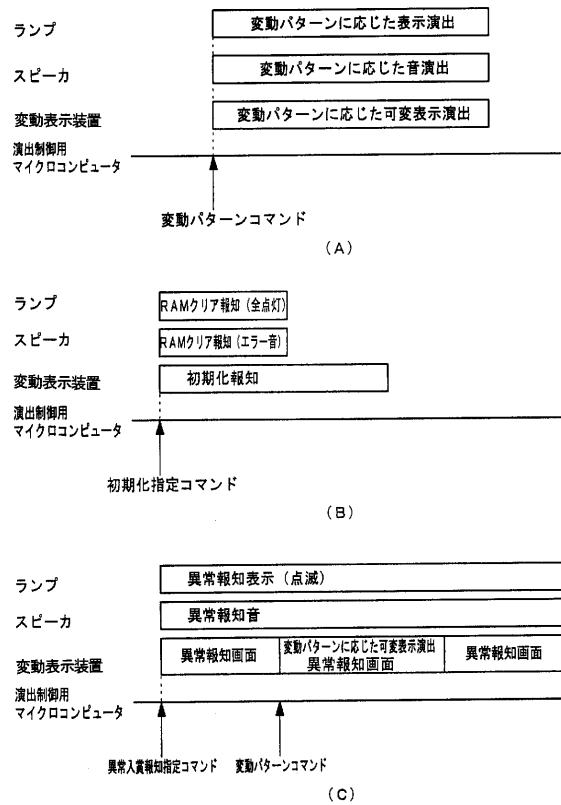 ランプ
変動パターンに応じた表示演出
スピーカ
変動パターンに応じた音演出
変動表示装置
変動パターンに応じた可変表示演出
演出制御用
マイクロコンピュータ
変動パターンコマンド
(A)
ランプ
RAMクリア報知(全点灯)
スピーカ
RAMクリア報知(エラー音)
変動表示装置
初期化報知
演出制御用
マイクロコンピュータ
初期化指定コマンド
(B)
ランプ
異常報知表示(点滅)
スピーカ
異常報知音
変動表示装置
異常報知画面
変動パターンに応じた可変表示演出
異常報知画面
異常報知画面
演出制御用
マイクロコンピュータ
異常入賞報知指定コマンド
変動パターンコマンド
(C)